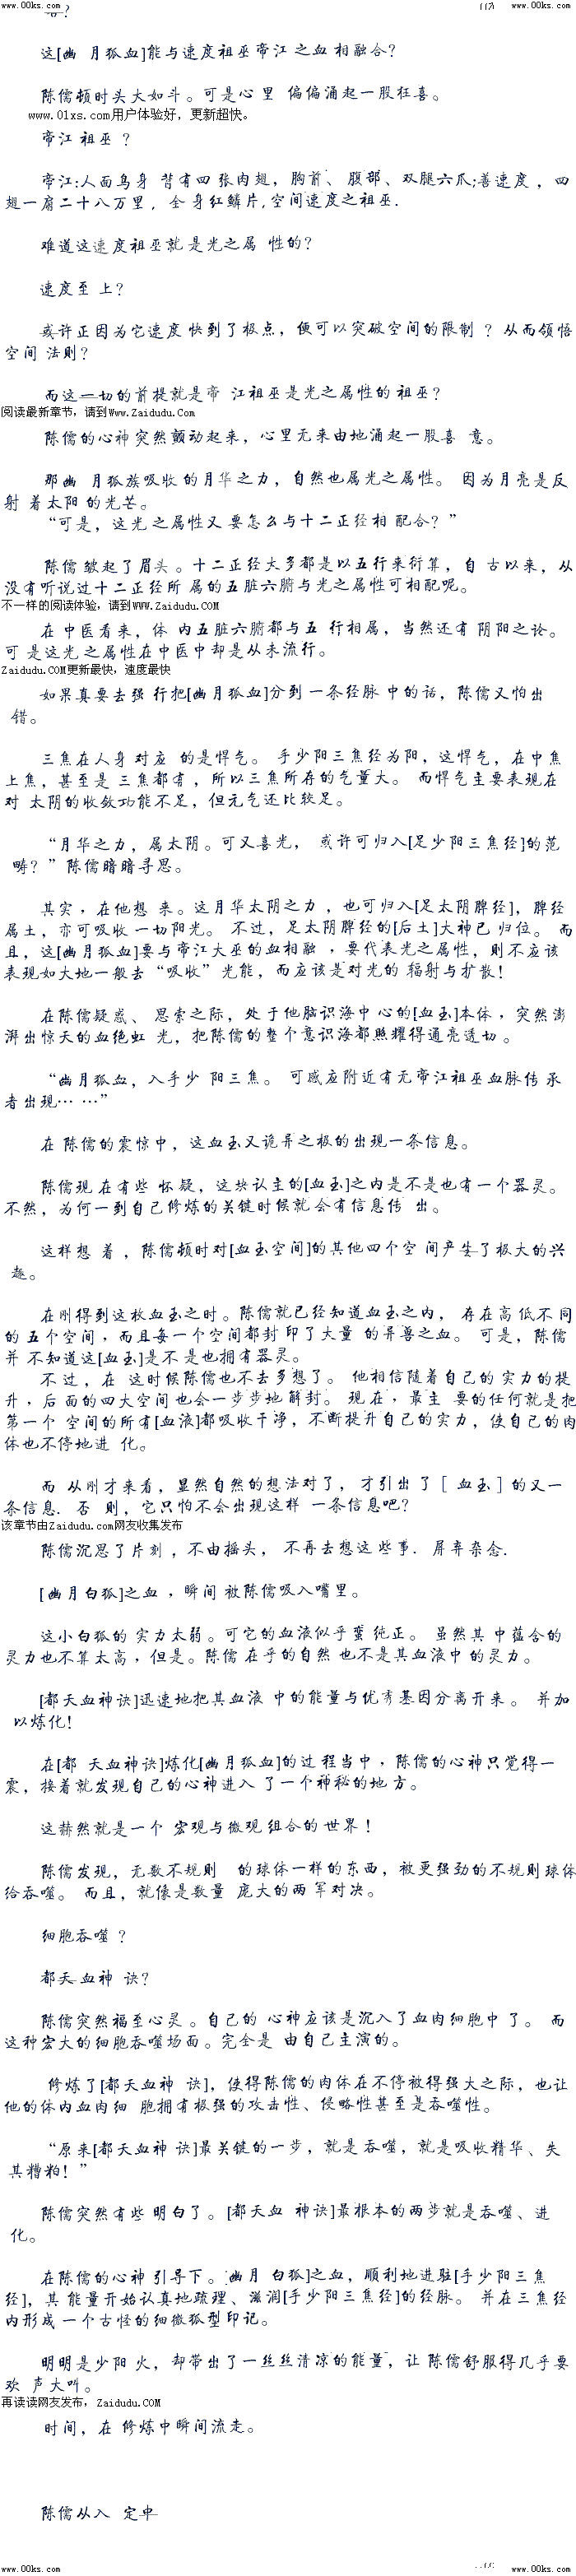 www.00ks.com www.00ks.com
这[幽 月狐血]能与速度祖巫帝江之血相融合？
陈儒顿时头大如斗。可是心里 偏偏涌起一股狂喜。
www.01xs.com用户体验好，更新超快。
帝江 祖巫 ？
帝江:人面鸟身 背有四张肉翅，胸前、腹部、双腿六爪;善速度，四
翅一扇二十八万里，全 身红鳞片,空间速度之祖巫.
难道这速度祖巫就是光之属 性的？
速度至 上？
或许正因为它速度 快到了极点，便可以突破空间的限制 ？从而领悟
空间 法则？
而这一切的前提就是帝 江祖巫是光之属性的 祖巫？
阅读最新章节，请到Www.Zaidudu.Com
陈儒的心神突然颤动起来，心里无来由地涌起一股喜 意。
那幽 月狐族吸收的月华之力，自然也属光之属性。 因为月亮是反
射 着太阳 的光芒。
“可是，这光之属性又要怎么与十二正经相 配合？”
陈儒皱起了眉头。十二正经大多都是以五行来衍算，自 古以来，从
没有听说过十二正经所 属的五脏六腑与光之属性可相配呢。
不一样的阅读体验，请到WWW.Zaidudu.COM
在中医看来，体 内五脏六腑都与五 行相属，当然还有阴阳之论。
可 是这光之属性在中医中却是从未流行。
Zaidudu.COM更新最快，速度最快
如果真要去强 行把[幽月狐血]分到一条经脉 中的话，陈儒又怕出
错。
三焦在人身 对应 的是悍气。 手少阳三焦经为阳，这悍气，在中焦
上焦，甚至是 三焦都有 ，所以三焦所存的气量大。 而悍气主要表现在
对 太阴的收敛功能不足，但元气还比较足。
“月华之力，属太阴。可又喜光， 或许可归入[足少阳三焦经]的范
畴？”陈儒暗暗寻思。
其实，在他想 来。这月华太阴之力 ，也可归入[足太阴脾经]，脾经
属土，亦可吸收一切阳光。 不过，足太阴脾经的[后土]大神已 归位。 而
且，这[幽月狐血]要与帝江大巫的血相融 ，要代表光之属性，则不应该
表现如大地一般去“吸收”光能，而应该是对光的 辐射与扩散！
在陈儒疑惑、 思索之际，处于他脑识海中心的[血玉]本体，突然澎
湃出惊天的血绝虹 光，把陈儒的整个意识海都照耀得通亮透切 。
“幽月狐血，入手少 阳三焦。 可感应附近有无帝江祖巫血脉传 承
者出现… …”
在 陈儒的震惊中，这血玉又诡异之极的出现一条信息。
陈儒现 在有些 怀疑，这块认主的[血玉]之内是不是也有一个器灵。
不然，为何一到自己修炼的关键时候就会有信息传 出。
这样想 着 ，陈儒顿时对[血玉空间]的其他四个空 间产生了极大的兴
趣。
在刚得到这枚血玉之时。陈儒就已经知道血玉之内， 存在高低不同
的 五个空间，而且每一个空间都封 印了大量 的异兽之血。 可是，陈儒
并 不知道这[血玉]是不 是也拥有器灵。
不 过，在 这时候陈儒也不去多想了。 他相信随着自己的 实力的提
升，后 面的四大空间也会一步步地解封。 现在，最主 要的任何就是把
第一个 空间的所有[血液]都吸收干净，不断提升自己的实力，使自己的肉
体也不停地进 化。
而 从刚才来看，显然自然的想法对了，才引出 了 [ 血玉 ] 的又一
条信息. 否 则，它只怕不会出现这样 一条信息吧？
该章节由Zaidudu.com网友收集发布
陈儒沉思了片刻 ，不由摇头， 不再去想这些事. 屏弃杂念.
[幽月白狐]之血 ，瞬间 被陈儒吸入嘴里。
这小白狐的 实力太弱。可它的血液似乎蛮 纯正。 虽然其 中蕴含的
灵力也不算太高，但是。陈儒在乎的自然 也不是其血液中 的灵力。
[都天血神诀]迅速地把其血液 中的能量与优秀基因分离开来。 并加
以炼化！
在[都 天血神诀]炼化[幽月狐血]的过程当中，陈儒的心神只觉得一
震，接着就发现自己的心神进入 了一个神秘的地方。
这赫然就是一个 宏观与微观 组合的 世界！
陈儒发现，无数不规则 的球体一样的东西，被更强劲的不规则球体
给吞噬。 而且，就像是数量 庞大的两 军对决。
细胞吞噬 ？
都天血神 诀？
陈儒突然福至心灵。自己的 心神应该是沉入了血肉细胞中 了。 而
这种宏大的细胞吞噬场面。完全是 由自己主演的。
修炼了[都天血神 诀]，使得陈儒的肉体在不停被得强大之际，也让
他的体内血肉细 胞拥有极强的攻击性、侵略性甚至是吞噬性。
“原来[都天血神 诀]最关键的一步，就是吞噬，就是吸收精华、失
其糟粕！”
陈儒突然有些 明白了。[都天血 神诀]最根本的两步就是吞噬、进
化。
在陈儒的心神 引导下。[幽月 白狐]之血，顺利地进驻[手少阳三焦
经]，其 能量开始认真地疏理、滋润[手少阳三焦经]的经脉。 并在三焦经
内形成 一个古怪的细微狐型印记。
明明是少阳 火，却带出了一丝丝清凉的能量，让 陈儒舒服得几乎要
欢 声大叫。
再读读网友发布，Zaidudu.COM
时间，在 修炼中瞬间流走。
陈儒从入 定中
www.00ks.com www.00ks.com